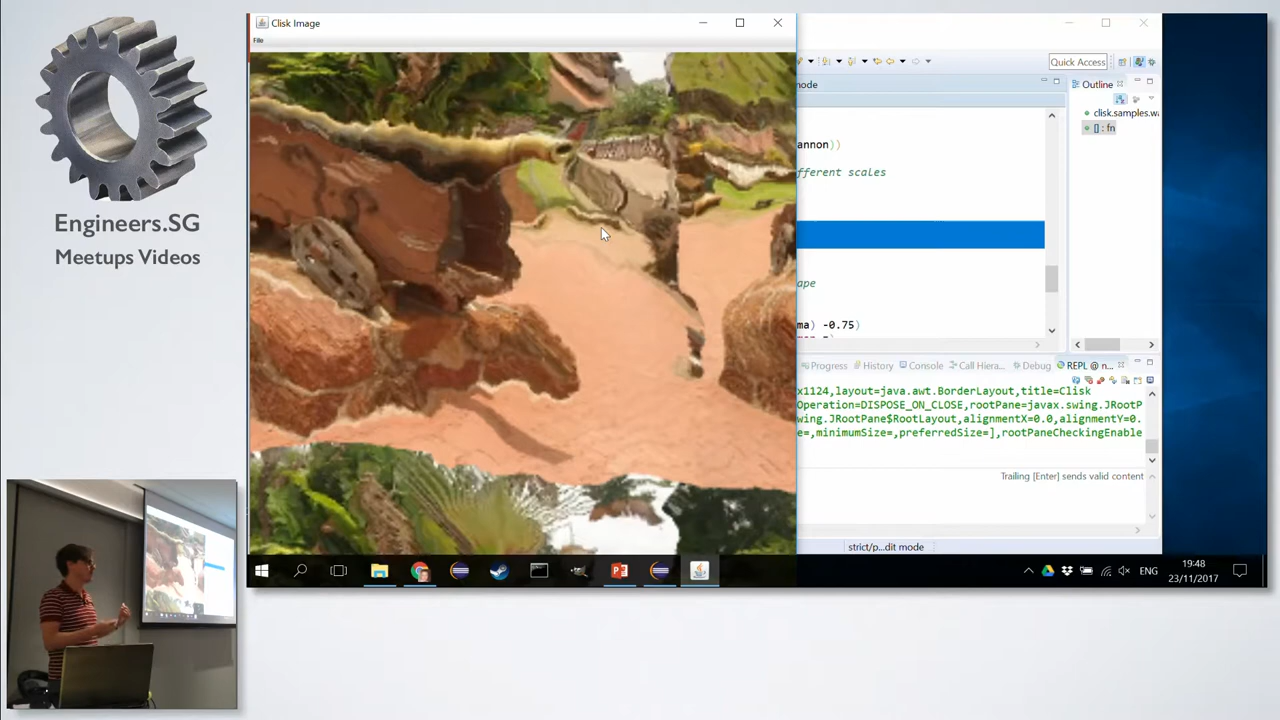 Engineers.SG
Meetups Videos
Clisk Image
File
Quick Access
node
Outline
clisk.samples.wa
[] : fn
annon))
fferent scales
ape
ma) -0.75)
Progress
History
Console
Call Hiera...
Debug
REPL @ n...
x1124,layout=java.awt.BorderLayout,title=Clisk
Operation=DISPOSE_ON_CLOSE,rootPane=javax.swing.JRootP
swing.JRootPane$RootLayout,alignmentX=0.0,alignmentY=0.
e=,minimumSize=,preferredSize=],rootPaneCheckingEnable
Trailing [Enter] sends valid content
strict/p...dit mode
ENG
19:48
23/11/2017